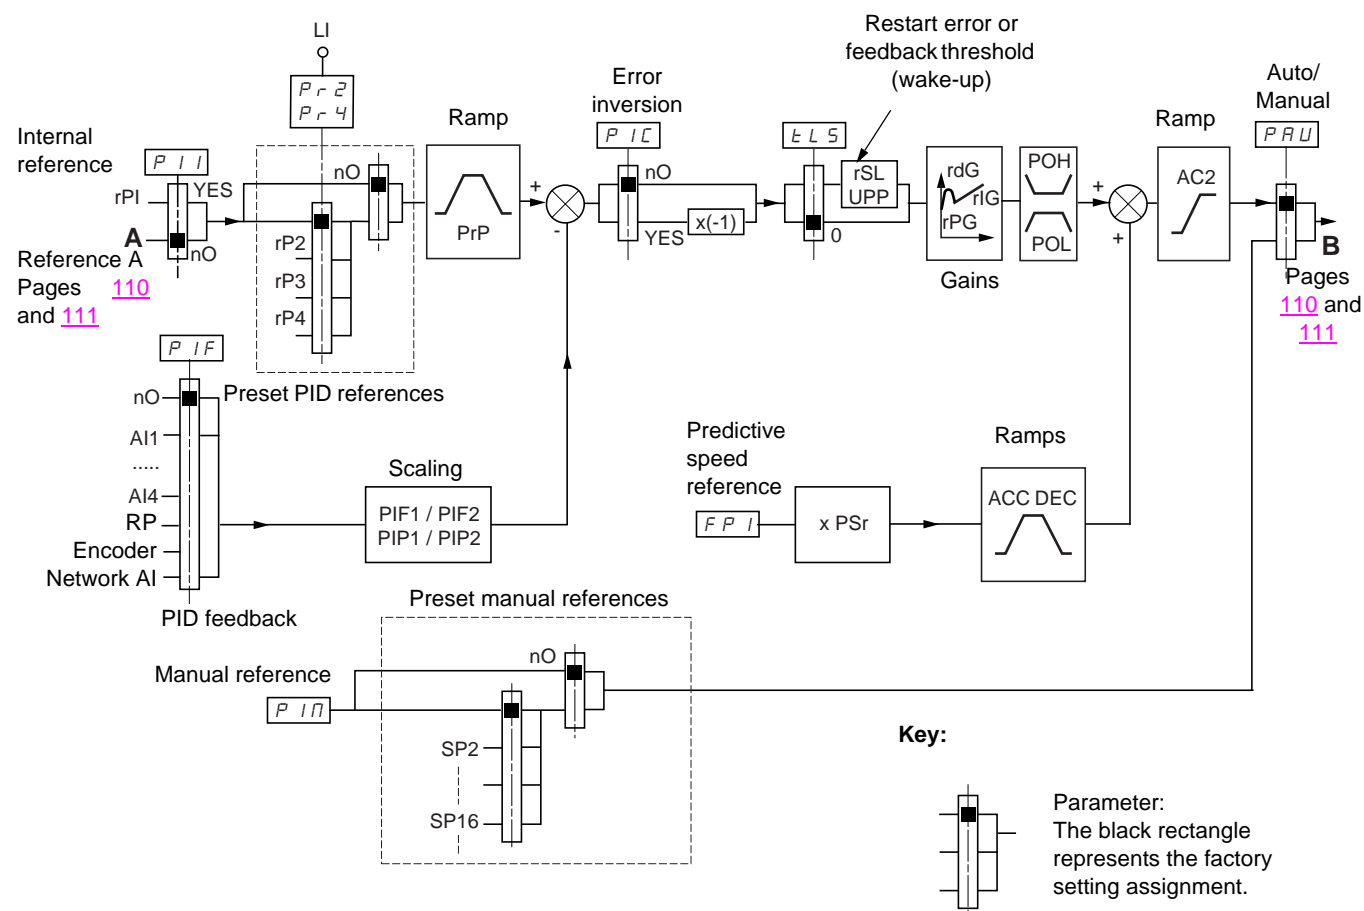 LI
Pr2
Pr4
Restart error or
feedback threshold
(wake-up)
Error
inversion
Auto/
Manual
Ramp
Ramp
Internal
reference
PII
PIC
tLS
PAU
rPI
YES
nO
nO
rSL
UPP
rdG
rIG
rPG
POH
POL
AC2
PrP
+
-
x(-1)
YES
0
+
+
A
nO
rP2
rP3
rP4
Reference A
Pages 110
and 111
Gains
B
Pages
110 and
111
PIF
Preset PID references
nO
AI1
.....
AI4
RP
Encoder
Network AI
PID feedback
Scaling
PIF1 / PIF2
PIP1 / PIP2
Predictive
speed
reference
FPI
x PSr
Ramps
ACC DEC
Preset manual references
Manual reference
PIM
nO
SP2
SP16
Key:
Parameter:
The black rectangle
represents the factory
setting assignment.